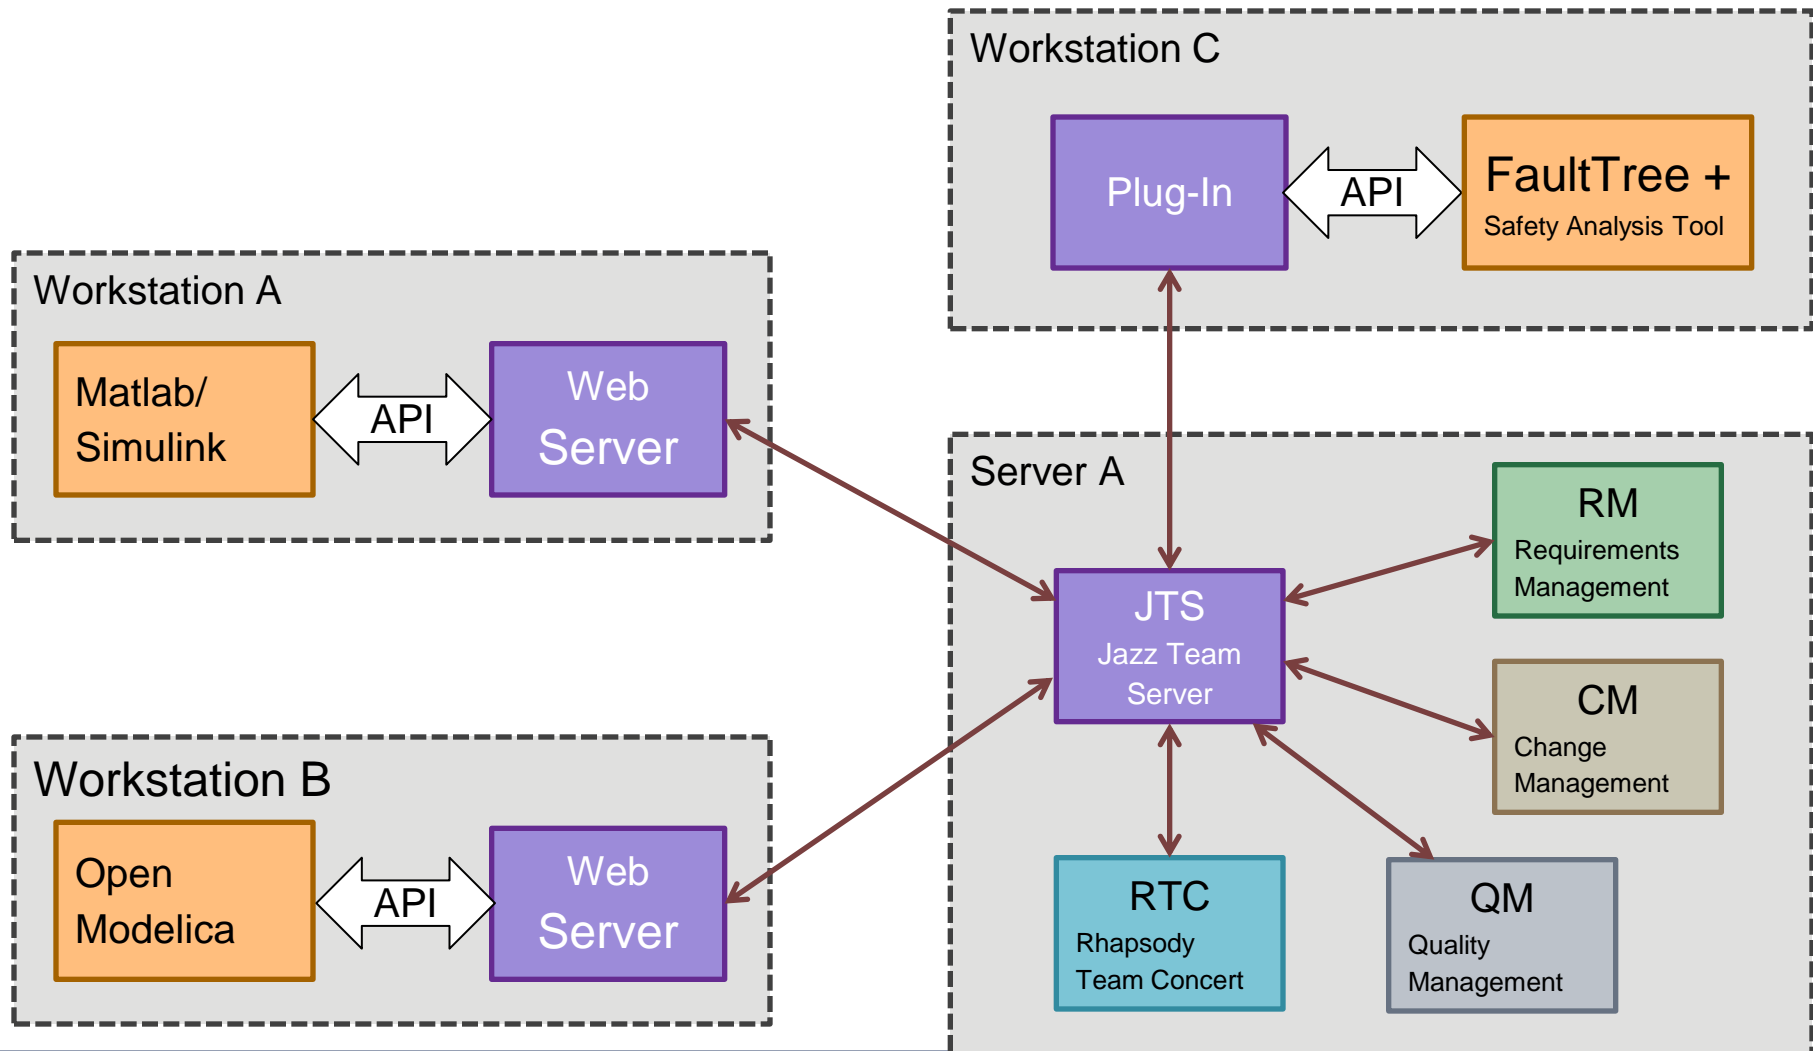 Workstation C
Plug-In
API
FaultTree +
Safety Analysis Tool
Workstation A
Matlab/
Simulink
API
Web
Server
Server A
RM
Requirements
Management
JTS
Jazz Team
Server
CM
Change
Management
Workstation B
Open
Modelica
API
Web
Server
RTC
Rhapsody
Team Concert
QM
Quality
Management